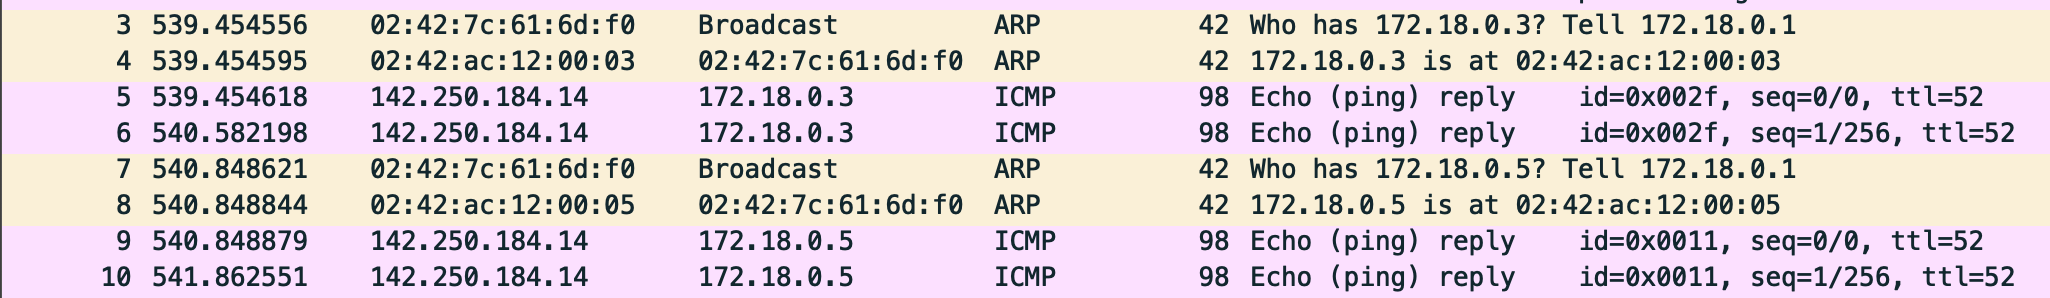 3 539.454556 02:42:7c:61:6d:f0 Broadcast ARP 42 Who has 172.18.0.3? Tell 172.18.0.1
4 539.454595 02:42:ac:12:00:03 02:42:7c:61:6d:f0 ARP 42 172.18.0.3 is at 02:42:ac:12:00:03
5 539.454618 142.250.184.14 172.18.0.3 ICMP 98 Echo (ping) reply id=0x002f, seq=0/0, ttl=52
6 540.582198 142.250.184.14 172.18.0.3 ICMP 98 Echo (ping) reply id=0x002f, seq=1/256, ttl=52
7 540.848621 02:42:7c:61:6d:f0 Broadcast ARP 42 Who has 172.18.0.5? Tell 172.18.0.1
8 540.848844 02:42:ac:12:00:05 02:42:7c:61:6d:f0 ARP 42 172.18.0.5 is at 02:42:ac:12:00:05
9 540.848879 142.250.184.14 172.18.0.5 ICMP 98 Echo (ping) reply id=0x0011, seq=0/0, ttl=52
10 541.862551 142.250.184.14 172.18.0.5 ICMP 98 Echo (ping) reply id=0x0011, seq=1/256, ttl=52